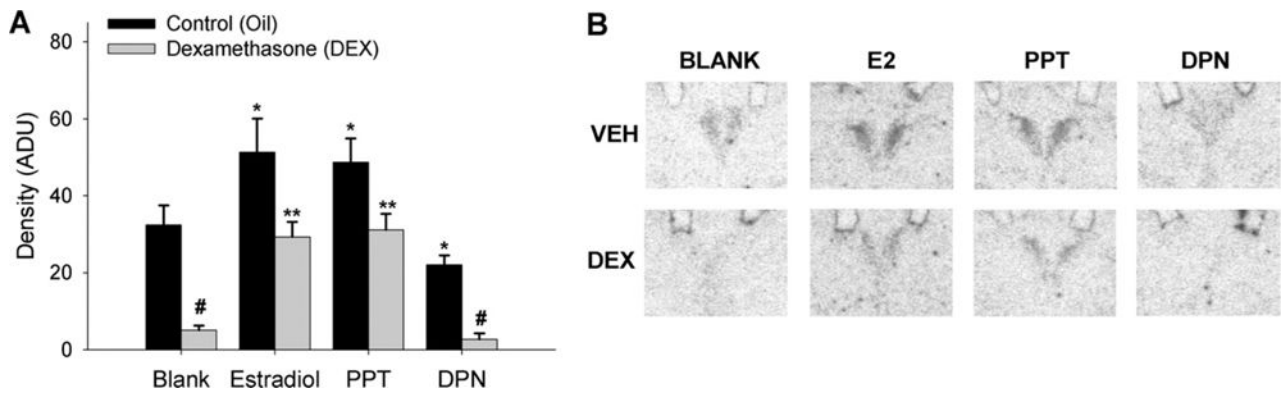 A
Control (Oil)
Dexamethasone (DEX)
Density (ADU)
80
60
40
20
0
*
*
**
**
*
#
#
Blank Estradiol PPT DPN
B
BLANK E2 PPT DPN
VEH
DEX